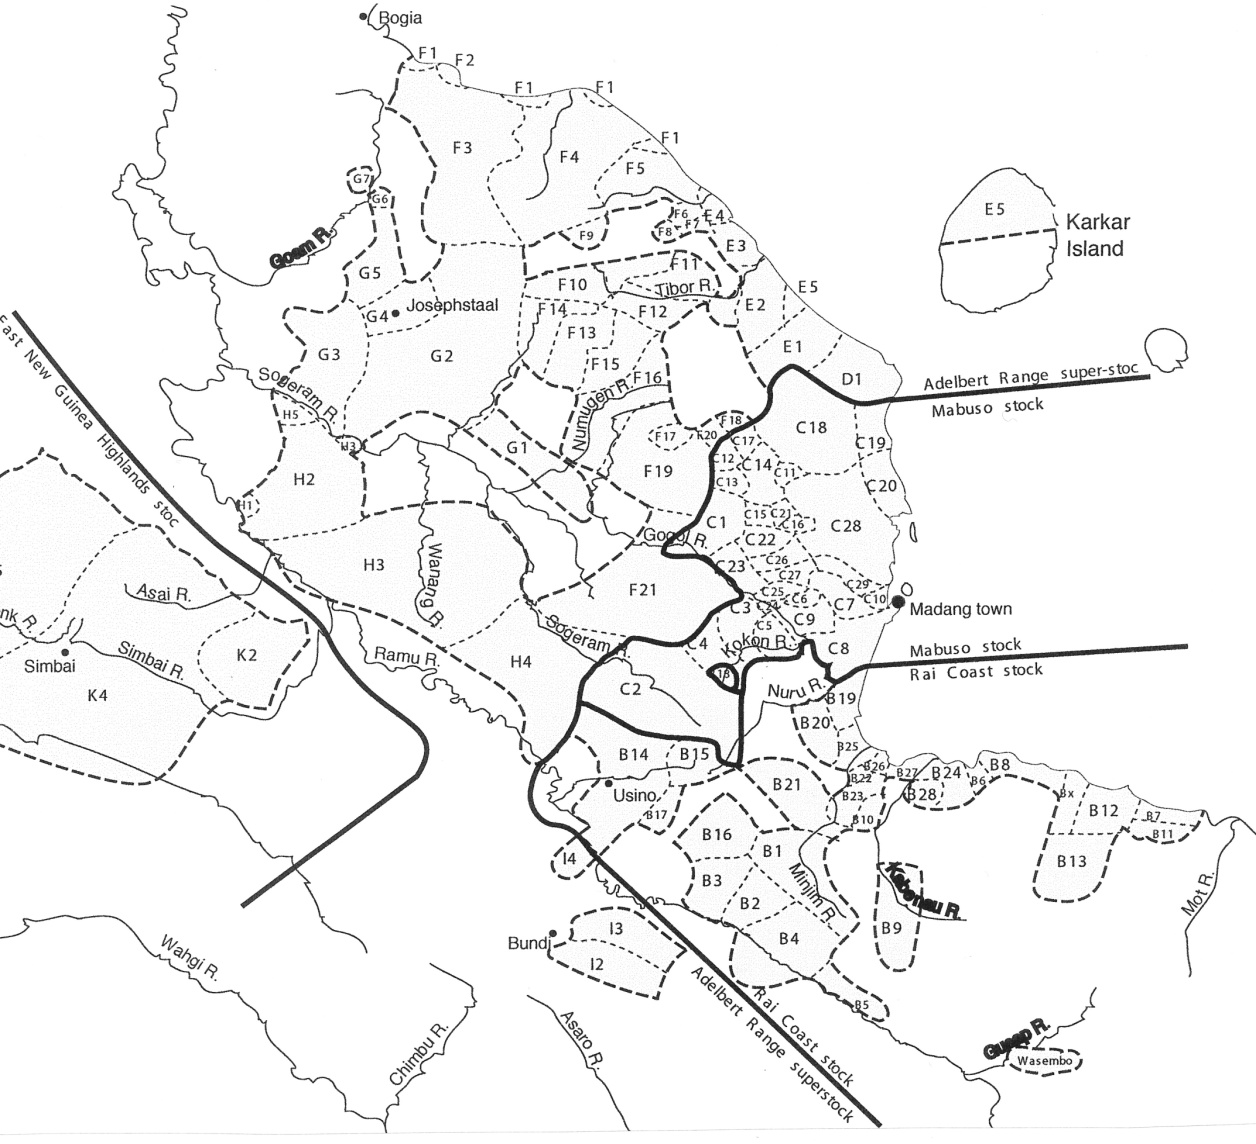 Bogia
F1
F2
F1
F1
F3
F4
F1
F5
G7
G6
F6
E4
F7
F8
F9
E3
E5
Karkar
Island
Goam R.
G5
F11
F10
Tibor R.
E5
E2
Josephstaal
G4
F14
F12
F13
G3
G2
F15
E1
F16
D1
Sogeram R.
Numugen R.
Adelbert Range super-stoc
Mabuso stock
East New Guinea Highlands stoc
H5
H3
G1
F17
F20
F18
C17
C18
C19
C12
C14
C11
C13
F19
C20
H2
H1
C1
C15
C21
C16
C28
C22
Gogol R.
C26
C23
C27
H3
Wanang R.
F21
C25
C6
C29
C10
C7
C3
C24
C5
C9
Madang town
Asai R.
Sogeram R.
C4
Kokon R.
C8
Mabuso stock
Rai Coast stock
nk R.
Simbai
Simbai R.
K2
K4
Ramu R.
H4
C2
13
Nuru R.
B19
B20
B25
B14
B15
B26
B22
B27
B24
B8
B6
B21
B23
B28
B10
Bx
B12
B7
B11
Usino
B17
B16
B1
I4
B3
Minjim R.
B13
B2
Kabenau R.
B9
Mot R.
I3
Bundi
I2
B4
B5
Wahgi R.
Rai Coast stock
Adelbert Range superstock
Chimbu R.
Asaro R.
Gusap R.
Wasembo